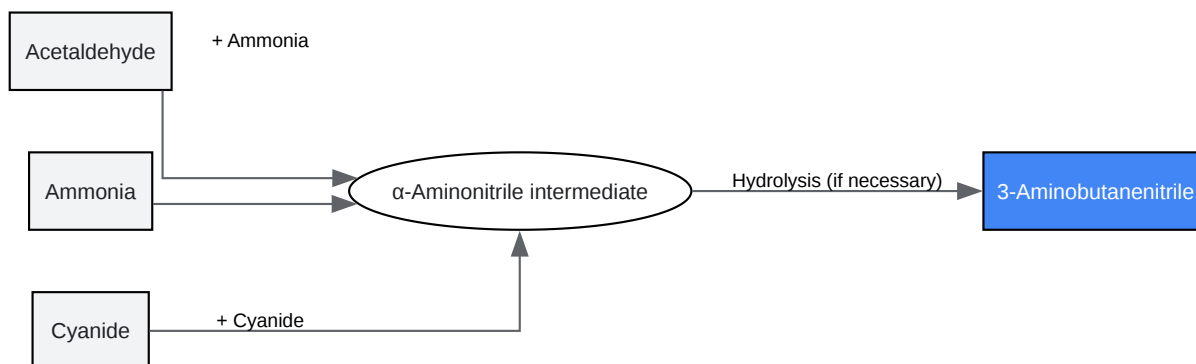 Acetaldehyde
+ Ammonia
Ammonia
α-Aminonitrile intermediate
Hydrolysis (if necessary)
3-Aminobutanenitrile
Cyanide
+ Cyanide